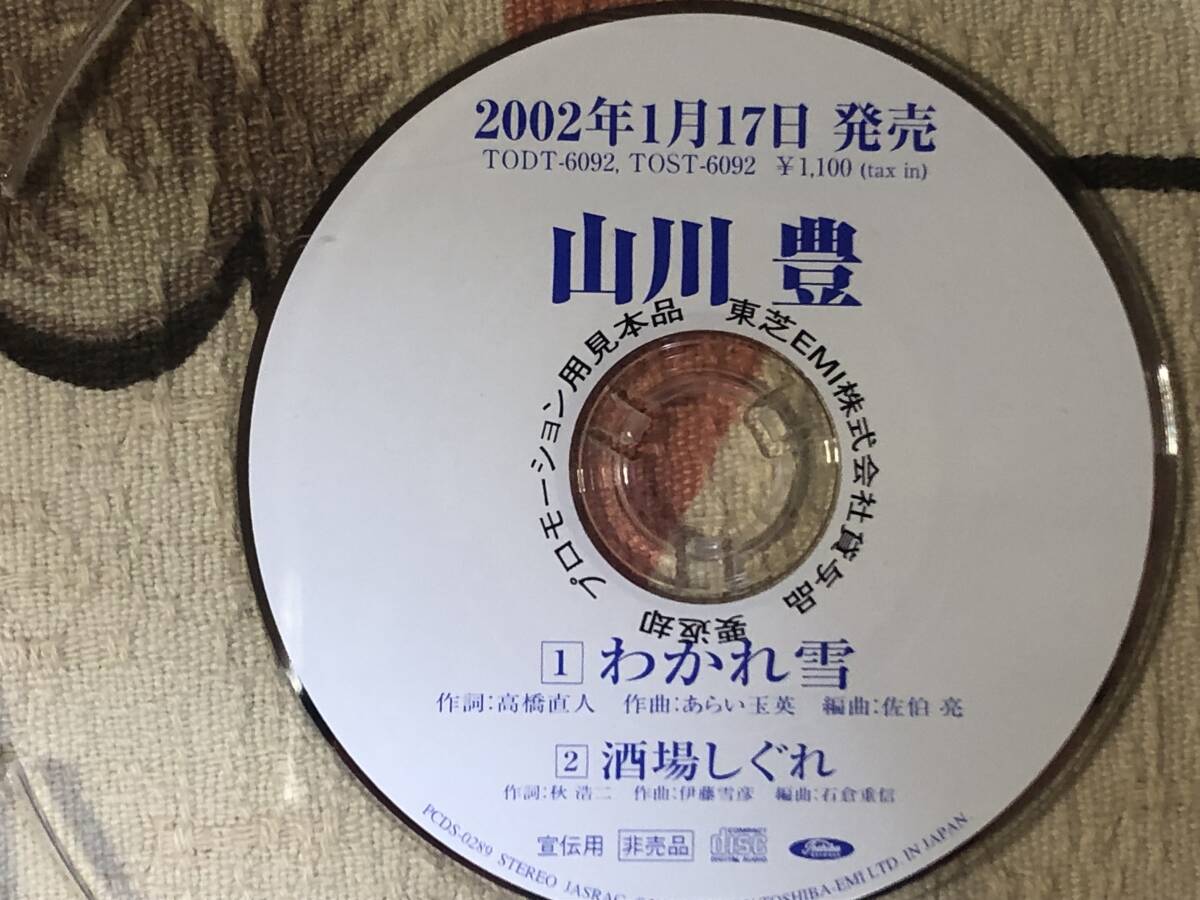 2002年1月17日 発売
TODT-6092, TOST-6092 ￥1,100 (tax in)
山川 豊
プロモーション用見本品 東芝EMI株式会社貸与品 要返却
1 わかれ雪
作詞:高橋直人 作曲:あらい玉英 編曲:佐伯 亮
2 酒場しぐれ
作詞:秋 浩二 作曲:伊藤雪彦 編曲:石倉重信
宣伝用 非売品 COMPACT disc DIGITAL AUDIO
PCDS-0289 STEREO JASRAC TOSHIBA-EMI LTD. IN JAPAN.